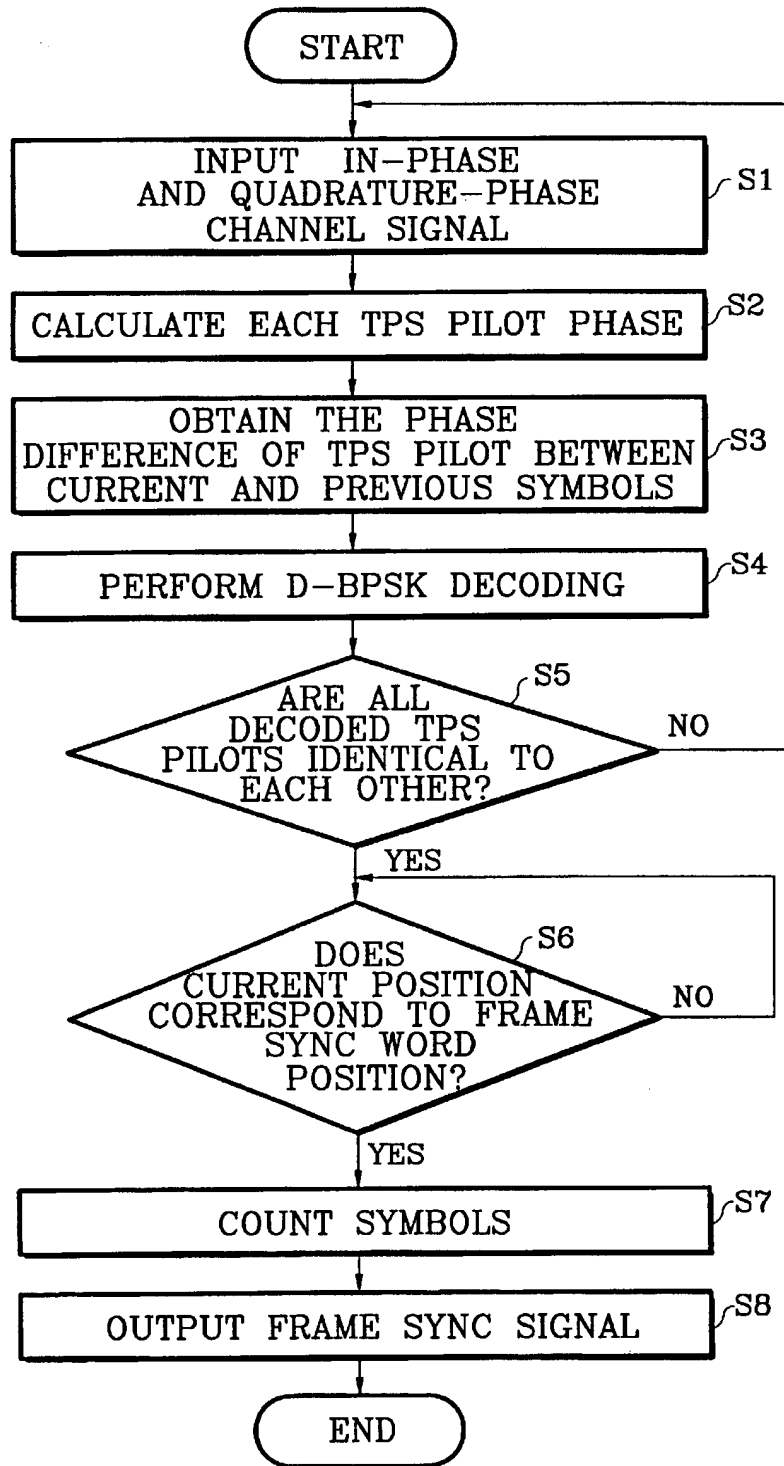 START
INPUT IN-PHASE
AND QUADRATURE-PHASE
CHANNEL SIGNAL
S1
CALCULATE EACH TPS PILOT PHASE
S2
OBTAIN THE PHASE
DIFFERENCE OF TPS PILOT BETWEEN
CURRENT AND PREVIOUS SYMBOLS
S3
PERFORM D-BPSK DECODING
S4
ARE ALL
DECODED TPS
PILOTS IDENTICAL TO
EACH OTHER?
S5
NO
YES
DOES
CURRENT POSITION
CORRESPOND TO FRAME
SYNC WORD
POSITION?
S6
NO
YES
COUNT SYMBOLS
S7
OUTPUT FRAME SYNC SIGNAL
S8
END